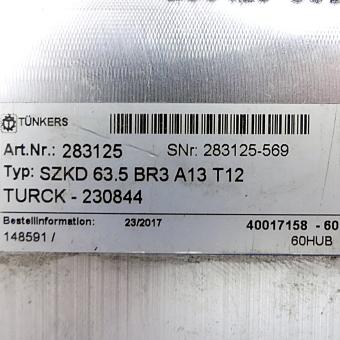 TÜNKERS
Art.Nr.: 283125 SNr: 283125-569
Typ: SZKD 63.5 BR3 A13 T12
TURCK - 230844
Bestellinformation: 23/2017 40017158 - 60
148591 / 60HUB